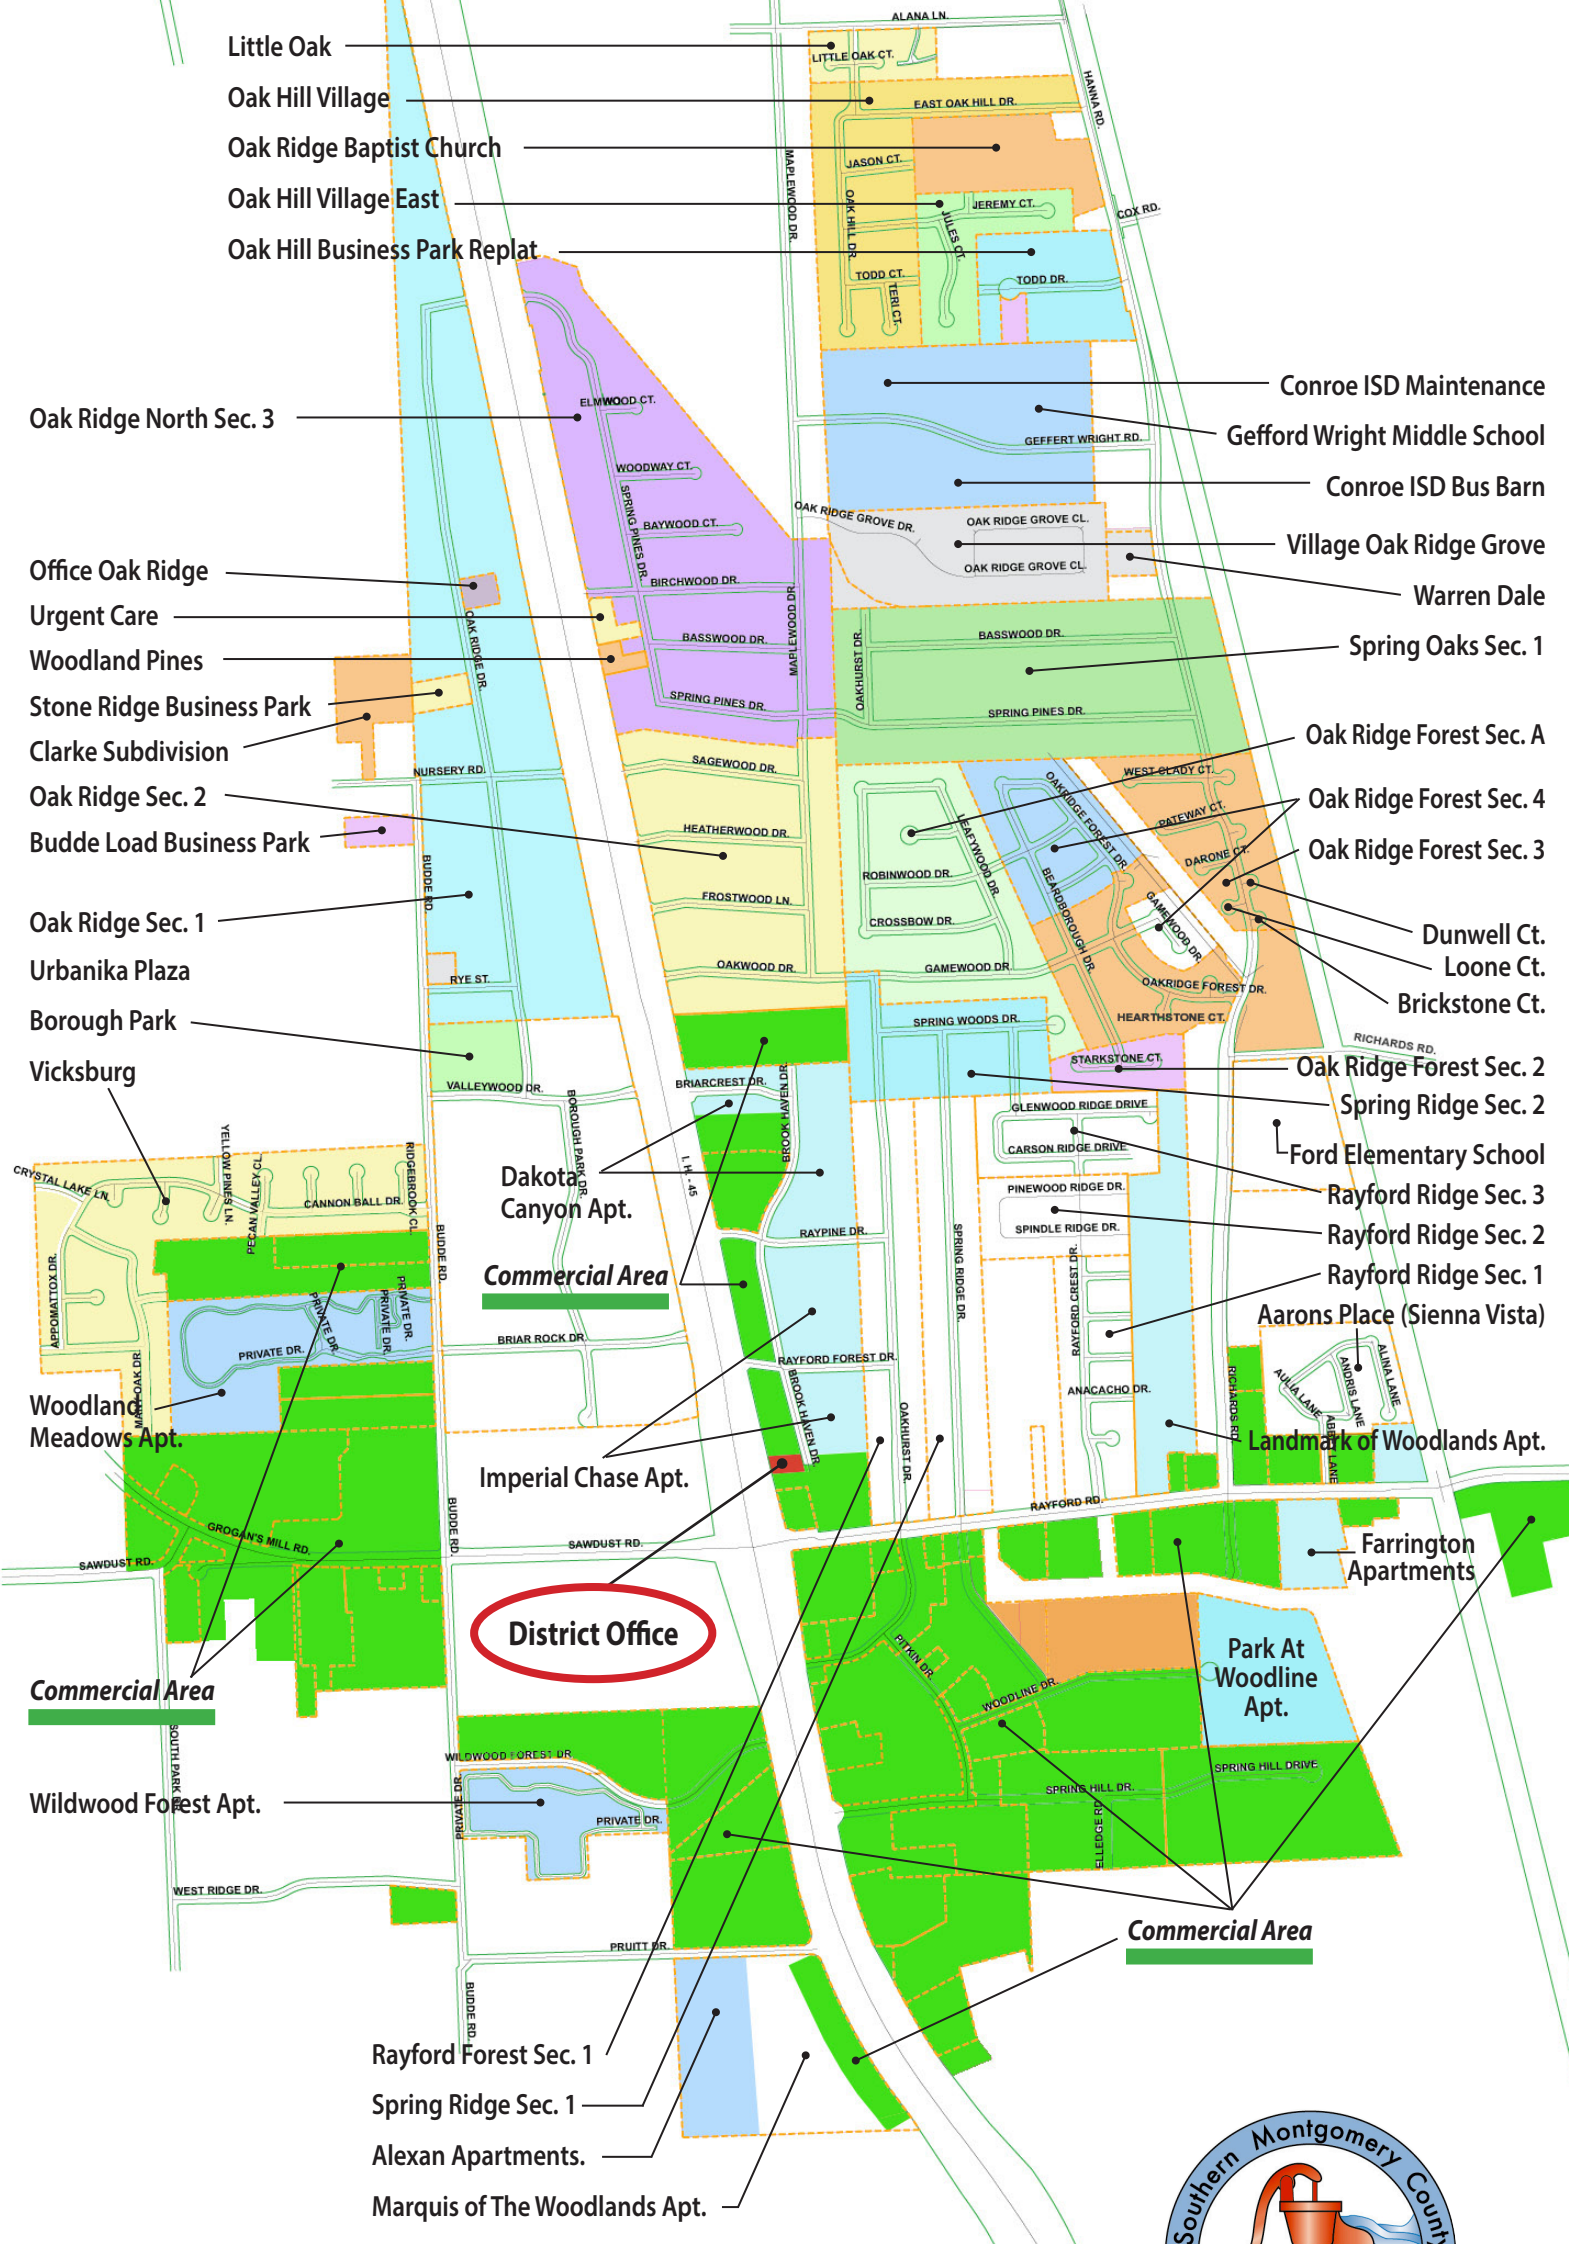 ALANA LN.
Little Oak
LITTLE OAK CT.
HANNA RD.
Oak Hill Village
EAST OAK HILL DR.
Oak Ridge Baptist Church
JASON CT.
MAPLEWOOD DR.
OAK HILL DR.
Oak Hill Village East
JEREMY CT.
JULES CT.
COX RD.
Oak Hill Business Park Replat
TODD CT.
TERI CT.
TODD DR.
Conroe ISD Maintenance
Oak Ridge North Sec. 3
ELMWOOD CT.
Gefford Wright Middle School
GEFFERT WRIGHT RD.
WOODWAY CT.
SPRING PINES DR.
Conroe ISD Bus Barn
OAK RIDGE GROVE DR.
OAK RIDGE GROVE CL.
BAYWOOD CT.
Village Oak Ridge Grove
OAK RIDGE GROVE CL.
Office Oak Ridge
BIRCHWOOD DR.
MAPLEWOOD DR.
Warren Dale
Urgent Care
OAK RIDGE DR.
BASSWOOD DR.
OAKHURST DR.
BASSWOOD DR.
Spring Oaks Sec. 1
Woodland Pines
SPRING PINES DR.
SPRING PINES DR.
Stone Ridge Business Park
Clarke Subdivision
Oak Ridge Forest Sec. A
NURSERY RD.
SAGEWOOD DR.
WEST CLADY CT.
Oak Ridge Sec. 2
OAKRIDGE FOREST DR.
Oak Ridge Forest Sec. 4
PATEWAY CT.
Budde Load Business Park
HEATHERWOOD DR.
LEAFYWOOD DR.
DARONE CT.
Oak Ridge Forest Sec. 3
BUDDE RD.
ROBINWOOD DR.
BEARDBOROUGH DR.
FROSTWOOD LN.
GAMEWOOD DR.
Oak Ridge Sec. 1
CROSSBOW DR.
Dunwell Ct.
Urbanika Plaza
RYE ST.
OAKWOOD DR.
GAMEWOOD DR.
Loone Ct.
OAKRIDGE FOREST DR.
Brickstone Ct.
Borough Park
SPRING WOODS DR.
HEARTHSTONE CT.
RICHARDS RD.
Vicksburg
STARKSTONE CT.
Oak Ridge Forest Sec. 2
VALLEYWOOD DR.
BRIARCREST DR.
BROOK HAVEN DR.
GLENWOOD RIDGE DRIVE
Spring Ridge Sec. 2
BOROUGH PARK DR.
I. H. - 45
CARSON RIDGE DRIVE
Ford Elementary School
CRYSTAL LAKE LN.
YELLOW PINES LN.
PECAN VALLEY CL.
RIDGEBROOK CL.
CANNON BALL DR.
Dakota
Canyon Apt.
PINEWOOD RIDGE DR.
Rayford Ridge Sec. 3
SPINDLE RIDGE DR.
RAYPINE DR.
Rayford Ridge Sec. 2
BUDDE RD.
APPOMATTOX DR.
Commercial Area
SPRING RIDGE DR.
RAYFORD CREST DR.
Rayford Ridge Sec. 1
PRIVATE DR.
PRIVATE DR.
PRIVATE DR.
PRIVATE DR.
Aarons Place (Sienna Vista)
BRIAR ROCK DR.
RAYFORD FOREST DR.
ALINA LANE
ANDRIS LANE
AULIA LANE
Woodland
Meadows Apt.
BROOK HAVEN DR.
OAKHURST DR.
ANACACHO DR.
RICHARDS RD.
Landmark of Woodlands Apt.
Imperial Chase Apt.
GROGAN'S MILL RD.
BUDDE RD.
RAYFORD RD.
SAWDUST RD.
SAWDUST RD.
Farrington
Apartments
District Office
PITKIN DR.
Park At
Woodline
Apt.
Commercial Area
WOODLINE DR.
SOUTH PARK DR.
WILDWOOD FOREST DR
SPRING HILL DRIVE
SPRING HILL DR.
Wildwood Forest Apt.
PRIVATE DR.
PRIVATE DR.
ELLEDGE RD
WEST RIDGE DR.
Commercial Area
PRUITT DR.
BUDDE RD.
Rayford Forest Sec. 1
Spring Ridge Sec. 1
Alexan Apartments.
Marquis of The Woodlands Apt.
Southern Montgomery County